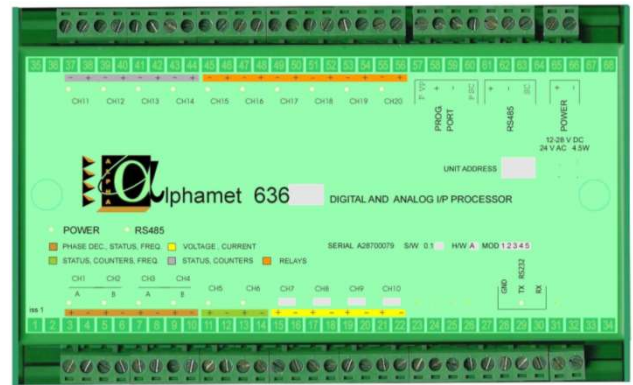 35 36 37 38 39 40 41 42 43 44 45 46 47 48 49 50 51 52 53 54 55 56 57 58 59 60 61 62 63 64 65 66 67 68
- + - + - + - + - + - + - + - + - + - +
CH11 CH12 CH13 CH14 CH15 CH16 CH17 CH18 CH19 CH20
+ - + - + -
PROG. PORT
RS485
POWER
12-28 V DC
24 V AC 4.5W
UNIT ADDRESS
ALPHA
αlphamet 636 DIGITAL AND ANALOG I/P PROCESSOR
POWER RS485
PHASE DEC., STATUS, FREQ. VOLTAGE , CURRENT
STATUS, COUNTERS, FREQ. STATUS, COUNTERS RELAYS
SERIAL A28700079 S/W 0.1 H/W A MOD 1 2 3 4 5
CH1 CH2 CH3 CH4 CH5 CH6 CH7 CH8 CH9 CH10
A B A B
GND
TX RS232
RX
iss 1
+ - + - + - + - + - + - + - + - + - + -
1 2 3 4 5 6 7 8 9 10 11 12 13 14 15 16 17 18 19 20 21 22 23 24 25 26 27 28 29 30 31 32 33 34